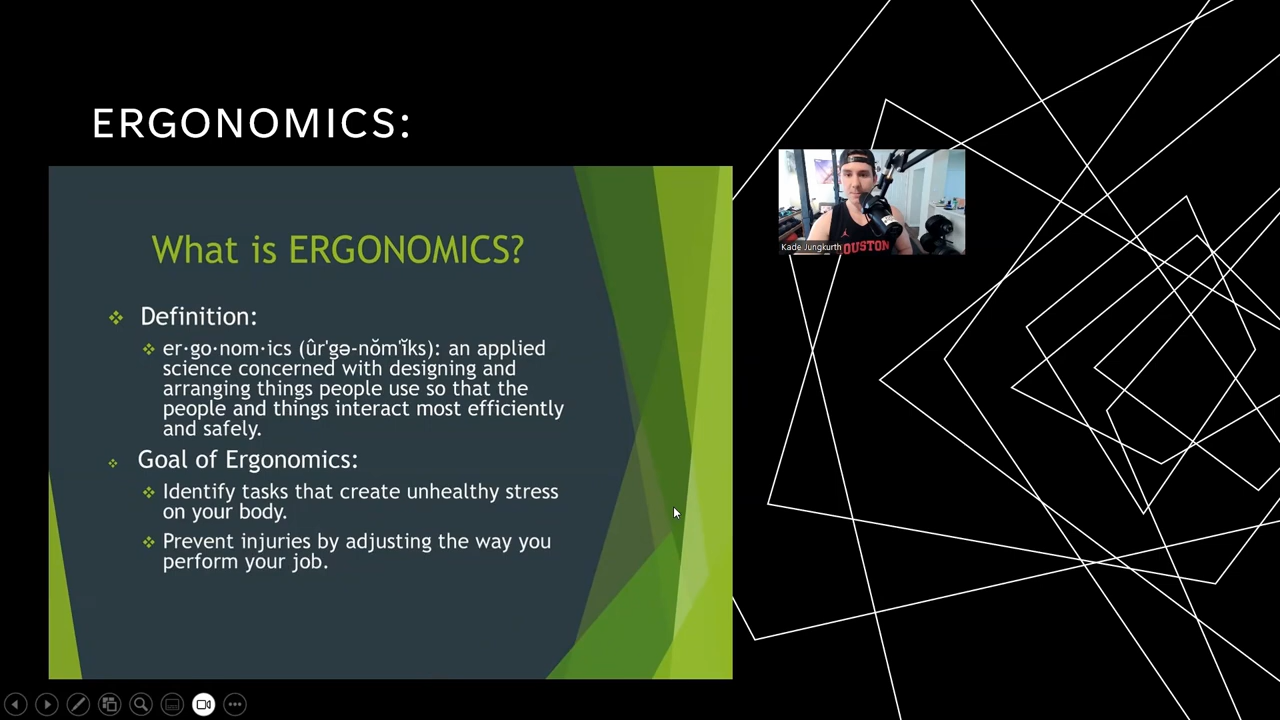 ERGONOMICS:
What is ERGONOMICS?
Definition:
er·go·nom·ics (ûr'gə-nŏm'ĭks): an applied
science concerned with designing and
arranging things people use so that the
people and things interact most efficiently
and safely.
Goal of Ergonomics:
Identify tasks that create unhealthy stress
on your body.
Prevent injuries by adjusting the way you
perform your job.
Kade Jungkurth
OUSTON